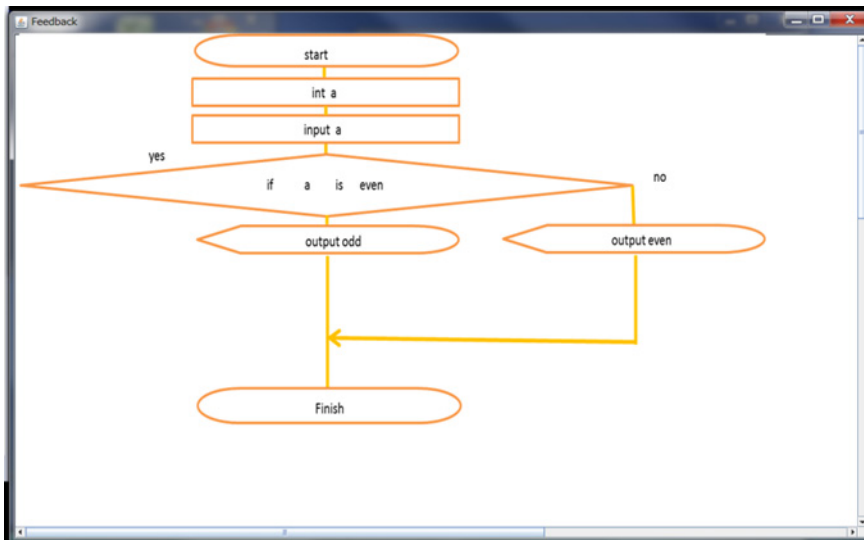 Feedback
start
int a
input a
yes
if a is even
no
output odd
output even
Finish